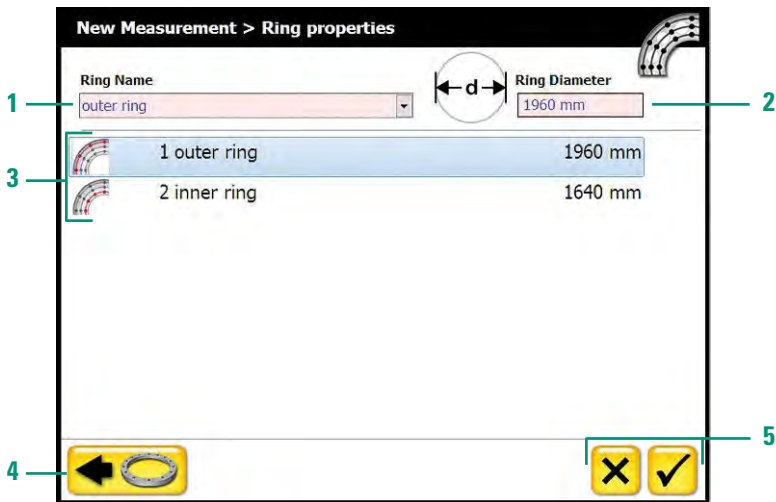 New Measurement > Ring properties
Ring Name
d
Ring Diameter
1
outer ring
1960 mm
2
3
1 outer ring 1960 mm
2 inner ring 1640 mm
5
4